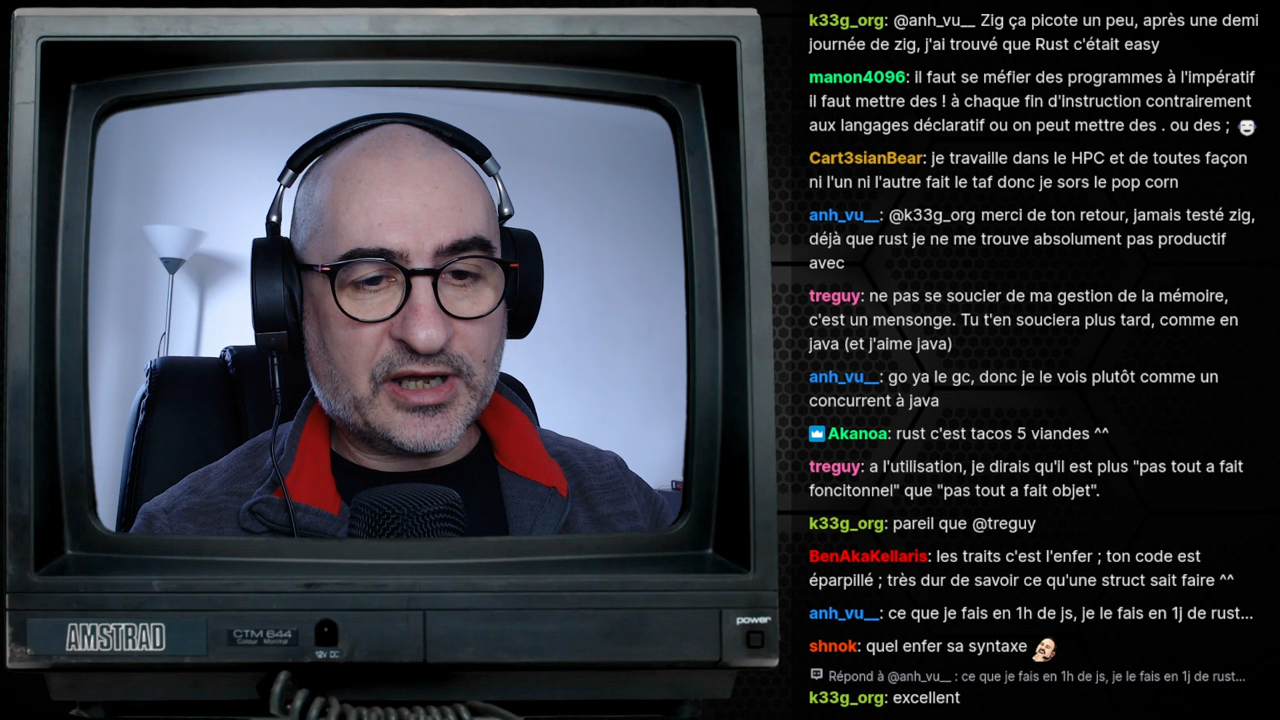 k33g_org: @anh_vu__ Zig ça picote un peu, après une demi
journée de zig, j'ai trouvé que Rust c'était easy
manon4096: il faut se méfier des programmes à l'impératif
il faut mettre des ! à chaque fin d'instruction contrairement
aux langages déclaratif ou on peut mettre des . ou des ;
Cart3sianBear: je travaille dans le HPC et de toutes façon
ni l'un ni l'autre fait le taf donc je sors le pop corn
anh_vu__: @k33g_org merci de ton retour, jamais testé zig,
déjà que rust je ne me trouve absolument pas productif
avec
treguy: ne pas se soucier de ma gestion de la mémoire,
c'est un mensonge. Tu t'en souciera plus tard, comme en
java (et j'aime java)
anh_vu__: go ya le gc, donc je le vois plutôt comme un
concurrent à java
Akanoa: rust c'est tacos 5 viandes ^^
treguy: a l'utilisation, je dirais qu'il est plus "pas tout a fait
foncitonnel" que "pas tout a fait objet".
k33g_org: pareil que @treguy
BenAkaKellaris: les traits c'est l'enfer ; ton code est
éparpillé ; très dur de savoir ce qu'une struct sait faire ^^
anh_vu__: ce que je fais en 1h de js, je le fais en 1j de rust...
shnok: quel enfer sa syntaxe
Répond à @anh_vu__ : ce que je fais en 1h de js, je le fais en 1j de rust...
k33g_org: excellent
AMSTRAD
CTM 644
Colour Monitor
12V DC
power